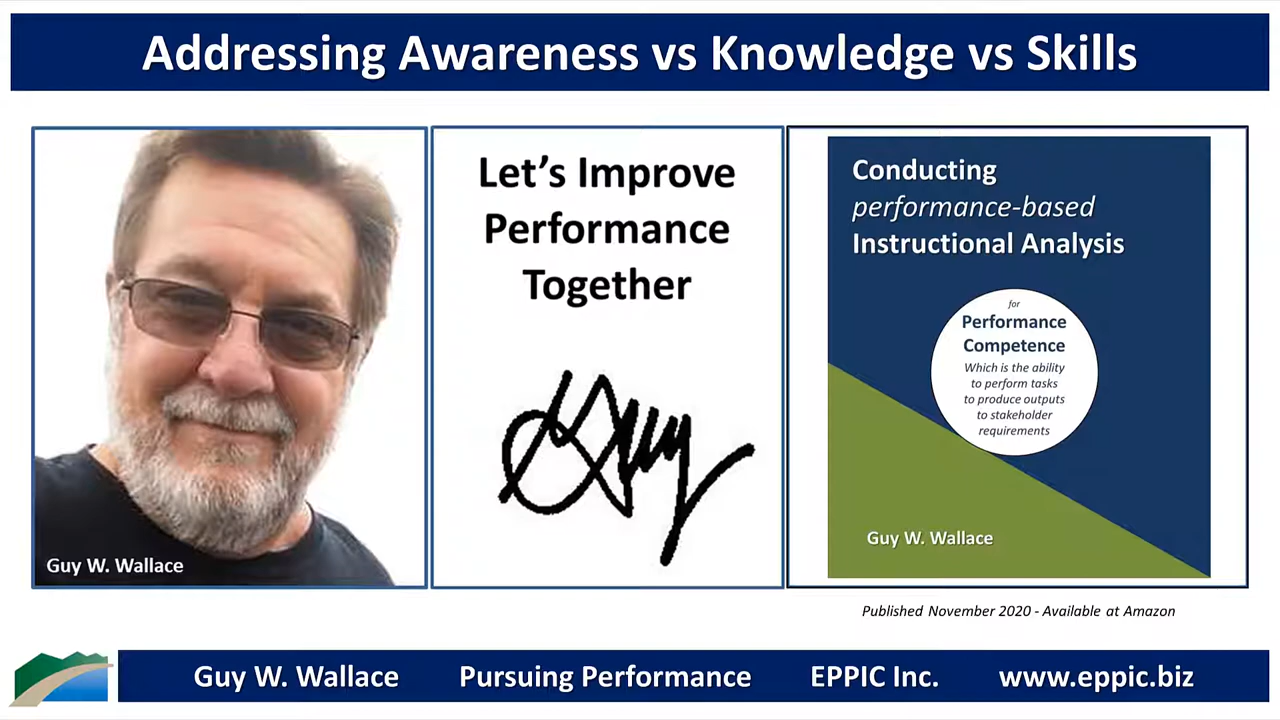 Addressing Awareness vs Knowledge vs Skills
Guy W. Wallace
Let's Improve
Performance
Together
Guy
Conducting
performance-based
Instructional Analysis
for
Performance
Competence
Which is the ability
to perform tasks
to produce outputs
to stakeholder
requirements
Guy W. Wallace
Published November 2020 - Available at Amazon
Guy W. Wallace Pursuing Performance EPPIC Inc. www.eppic.biz